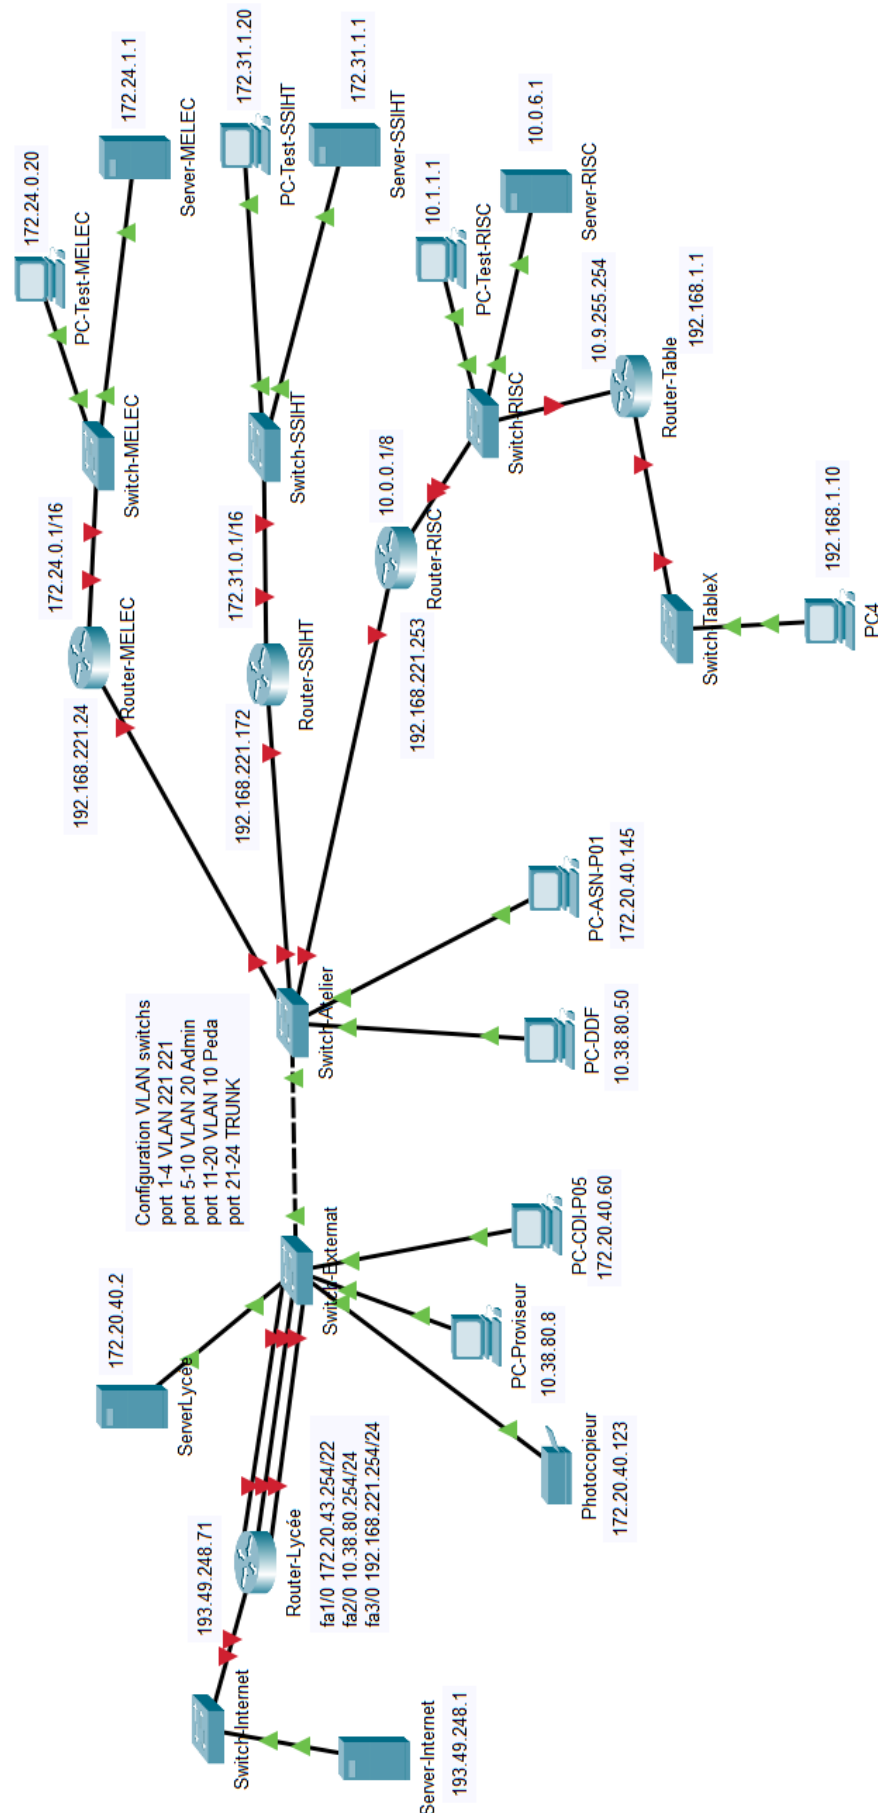 193.49.248.1
Server-Internet
Switch-Internet
193.49.248.71
Router-Lycée
fa1/0 172.20.43.254/22
fa2/0 10.38.80.254/24
fa3/0 192.168.221.254/24
172.20.40.2
ServerLycée
Photocopieur
172.20.40.123
PC-Proviseur
10.38.80.8
PC-CDI-P05
172.20.40.60
Switch-Externat
Configuration VLAN switchs
port 1-4 VLAN 221 221
port 5-10 VLAN 20 Admin
port 11-20 VLAN 10 Peda
port 21-24 TRUNK
Switch-Atelier
PC-DDF
10.38.80.50
PC-ASN-P01
172.20.40.145
192.168.221.24
Router-MELEC
172.24.0.1/16
Switch-MELEC
172.24.0.20
PC-Test-MELEC
172.24.1.1
Server-MELEC
192.168.221.172
Router-SSIHT
172.31.0.1/16
Switch-SSIHT
172.31.1.20
PC-Test-SSIHT
172.31.1.1
Server-SSIHT
192.168.221.253
Router-RISC
10.0.0.1/8
Switch-RISC
10.1.1.1
PC-Test-RISC
10.0.6.1
Server-RISC
10.9.255.254
Router-Table
192.168.1.1
Switch-TableX
192.168.1.10
PC4